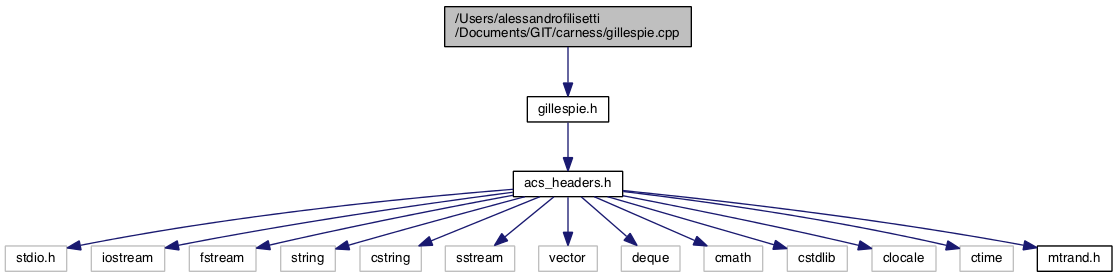 /Users/alessandrofilisetti
/Documents/GIT/carness/gillespie.cpp
gillespie.h
acs_headers.h
stdio.h iostream fstream string cstring sstream vector deque cmath cstdlib clocale ctime mtrand.h